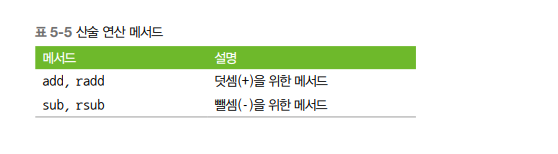 표 5-5 산술 연산 메서드
메서드 설명
add, radd 덧셈(+)을 위한 메서드
sub, rsub 뺄셈(-)을 위한 메서드